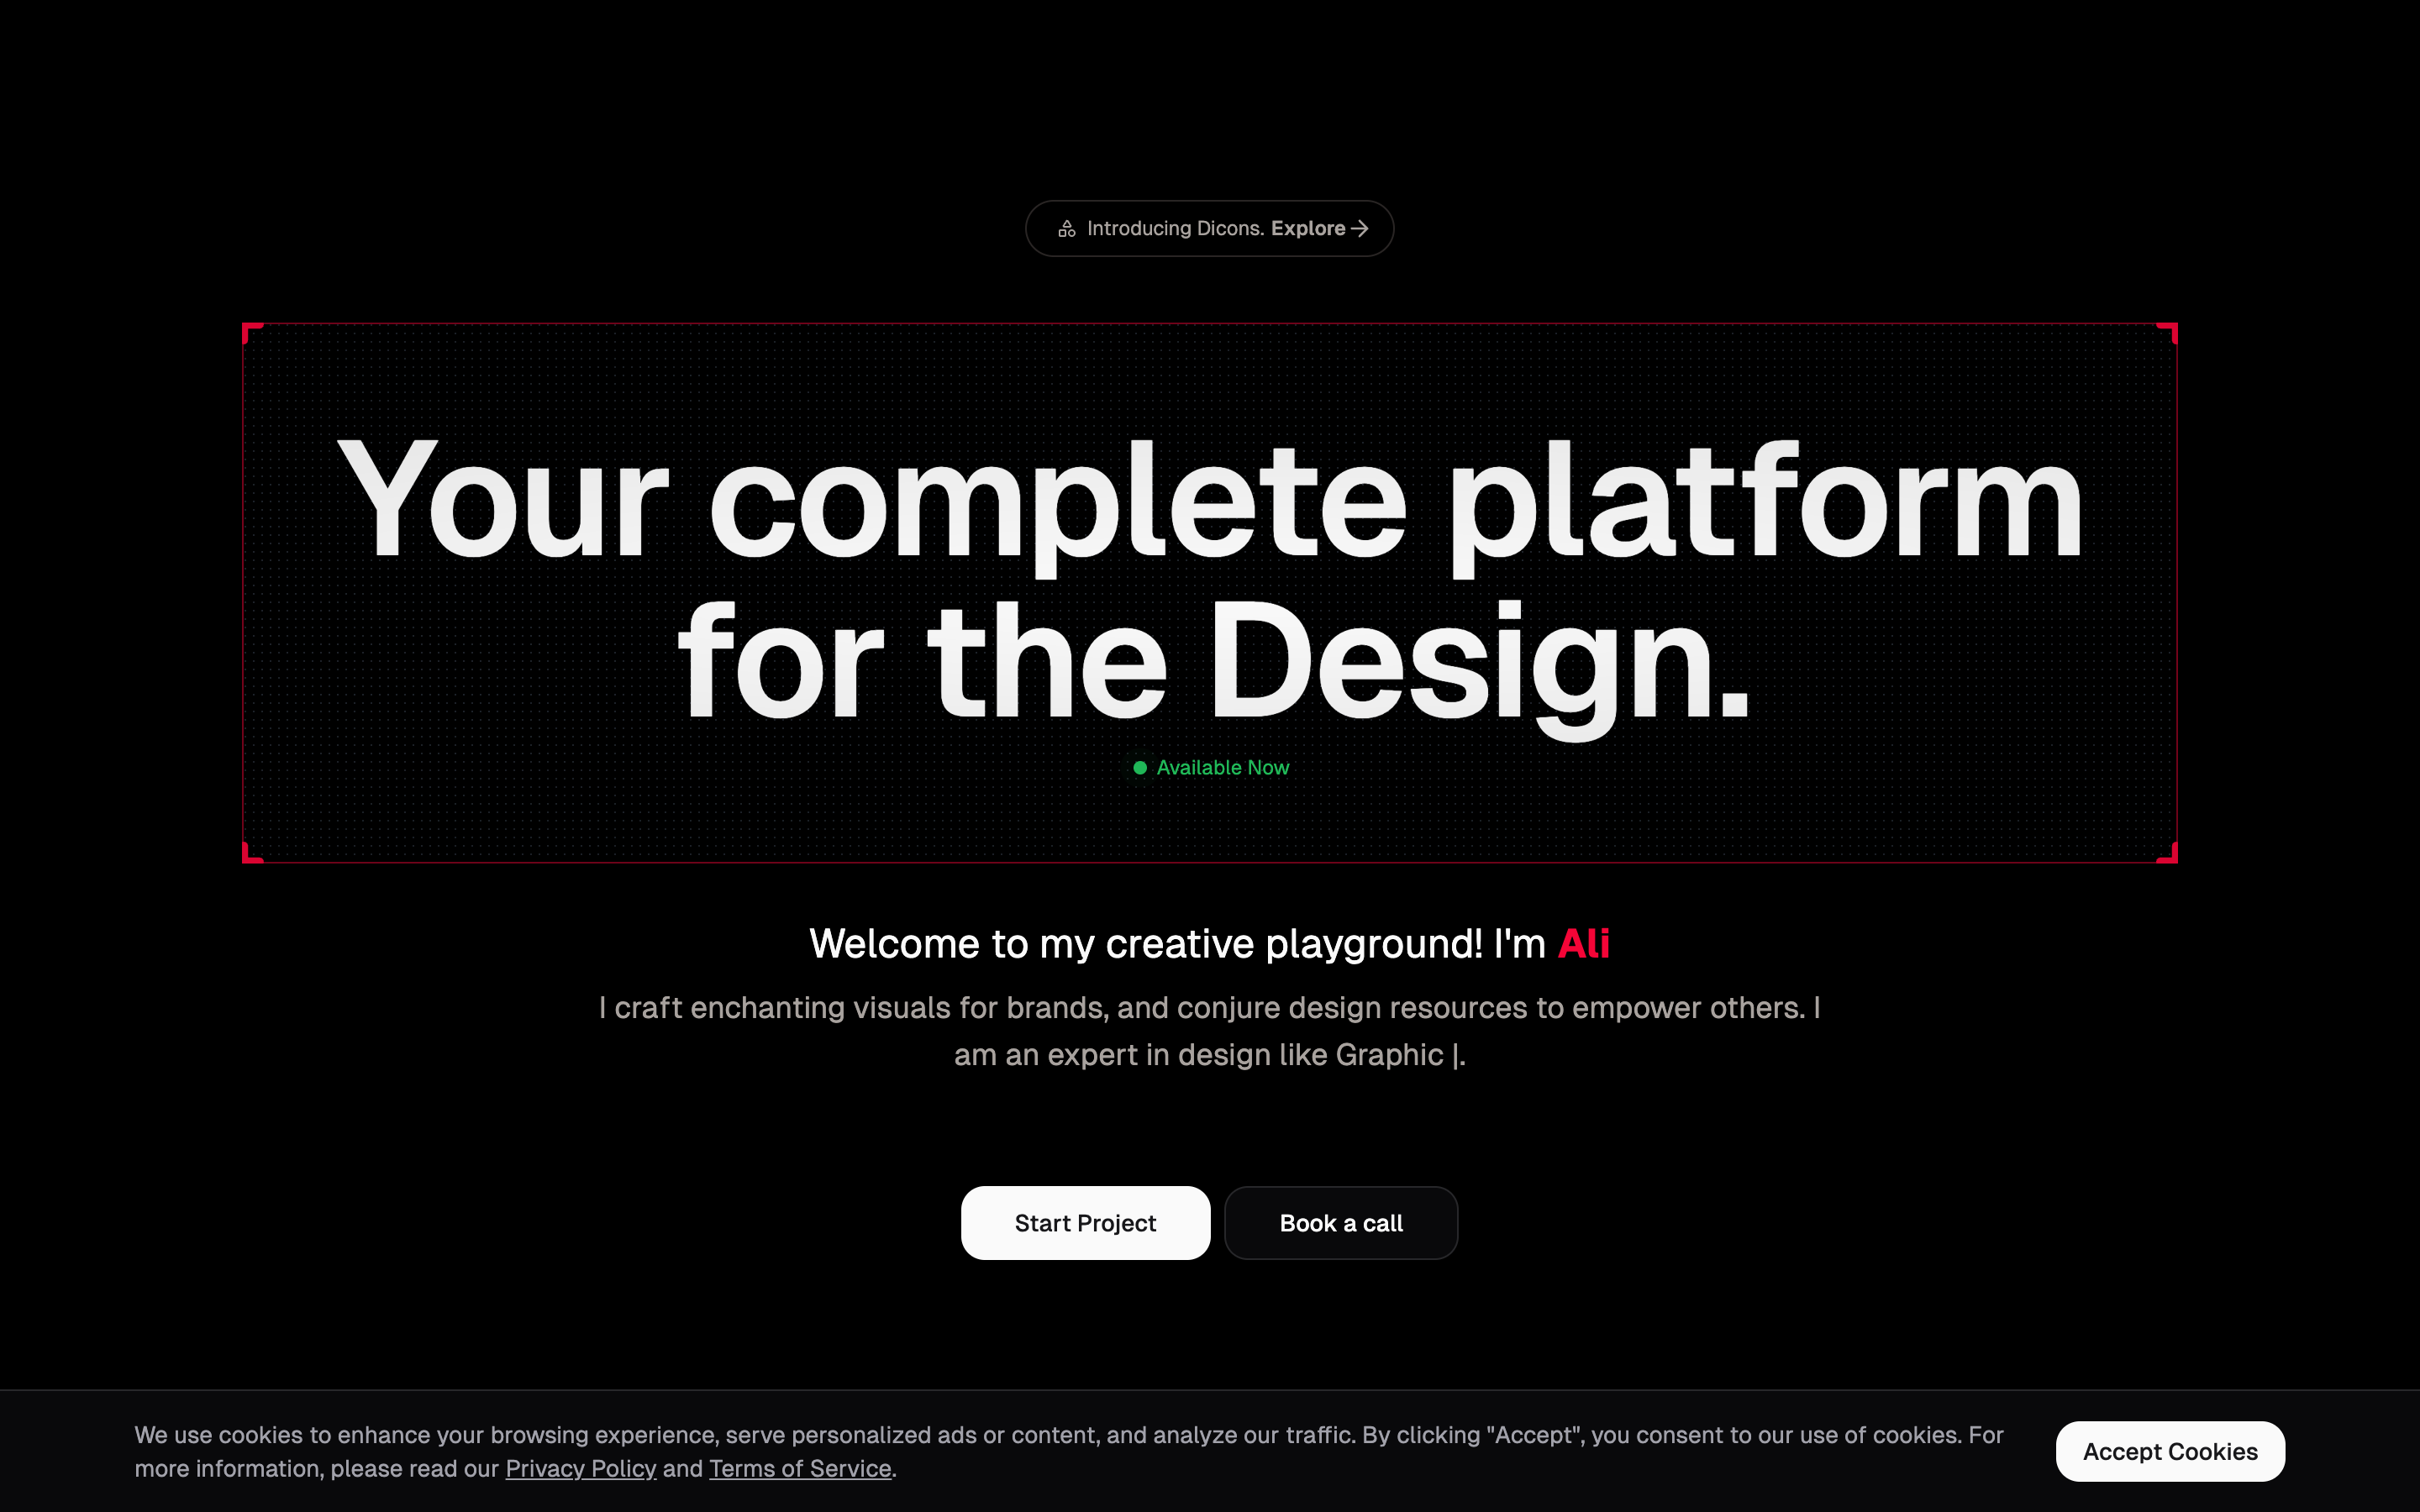 Introducing Dicons. Explore
Your complete platform
for the Design.
Available Now
Welcome to my creative playground! I'm Ali
I craft enchanting visuals for brands, and conjure design resources to empower others. I
am an expert in design like Graphic |.
Start Project
Book a call
We use cookies to enhance your browsing experience, serve personalized ads or content, and analyze our traffic. By clicking "Accept", you consent to our use of cookies. For
more information, please read our Privacy Policy and Terms of Service.
Accept Cookies